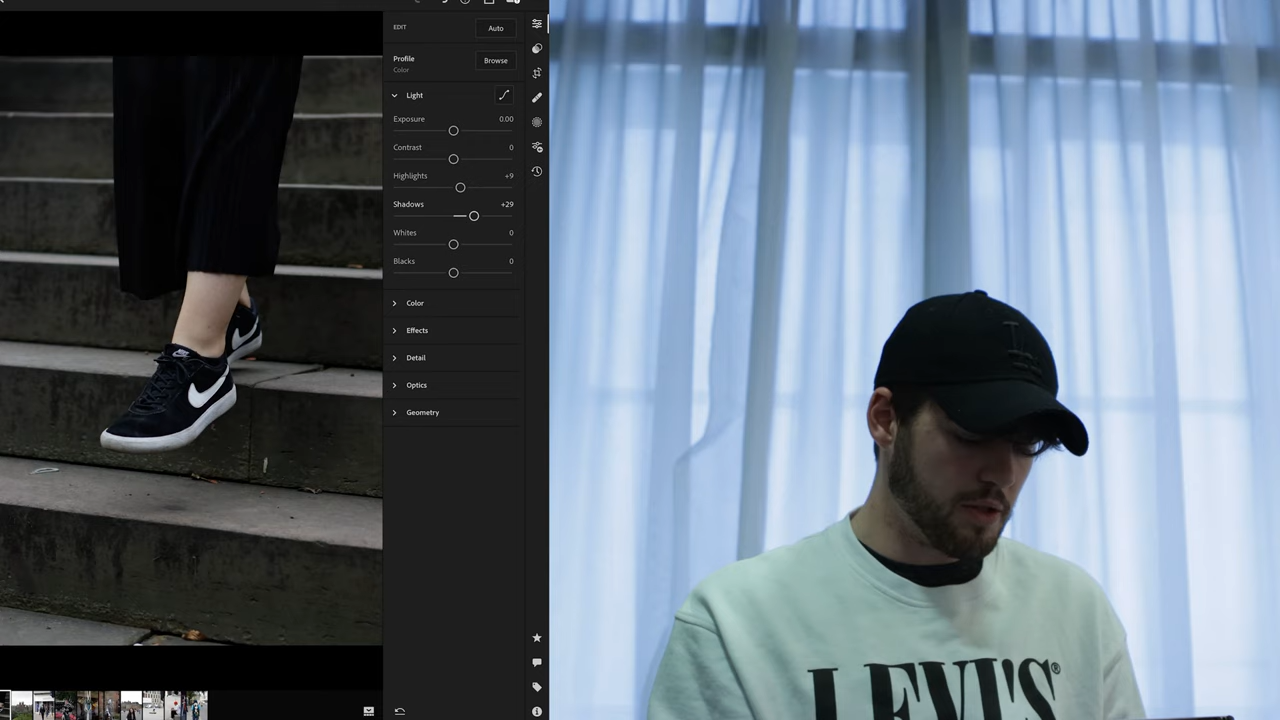 EDIT
Auto
Profile
Color
Browse
Light
Exposure 0.00
Contrast 0
Highlights +9
Shadows +29
Whites 0
Blacks 0
Color
Effects
Detail
Optics
Geometry
LEVI'S®